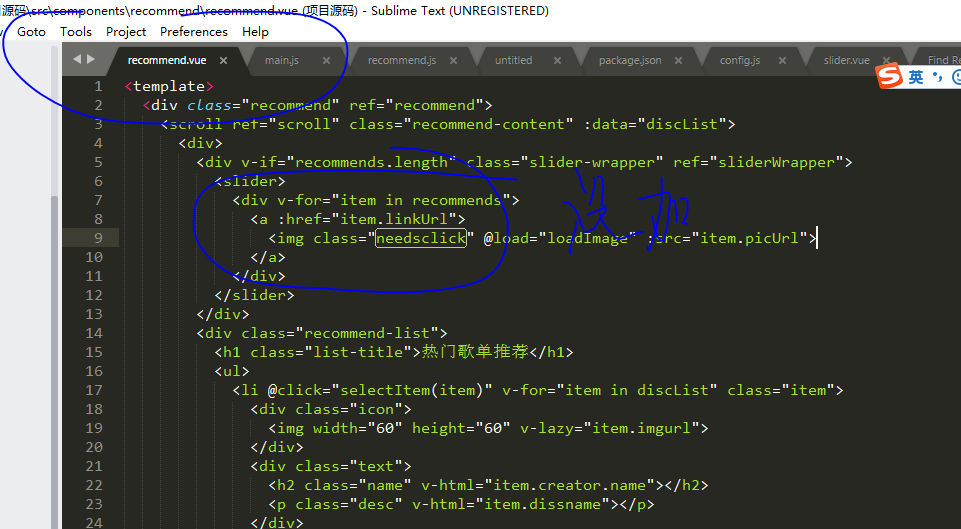 源码\src\components\recommend\recommend.vue (项目源码) - Sublime Text (UNREGISTERED)
Goto Tools Project Preferences Help
recommend.vue × main.js × recommend.js × untitled × package.json × config.js × slider.vue Find Re
英
1 <template>
2 <div class="recommend" ref="recommend">
3 <scroll ref="scroll" class="recommend-content" :data="discList">
4 <div>
5 <div v-if="recommends.length" class="slider-wrapper" ref="sliderWrapper">
6 <slider>
7 <div v-for="item in recommends">
8 <a :href="item.linkUrl">
9 <img class="needsclick" @load="loadImage" :src="item.picUrl">
10 </a>
11 </div>
12 </slider>
13 </div>
14 <div class="recommend-list">
15 <h1 class="list-title">热门歌单推荐</h1>
16 <ul>
17 <li @click="selectItem(item)" v-for="item in discList" class="item">
18 <div class="icon">
19 <img width="60" height="60" v-lazy="item.imgurl">
20 </div>
21 <div class="text">
22 <h2 class="name" v-html="item.creator.name"></h2>
23 <p class="desc" v-html="item.dissname"></p>
24 </div>
没加